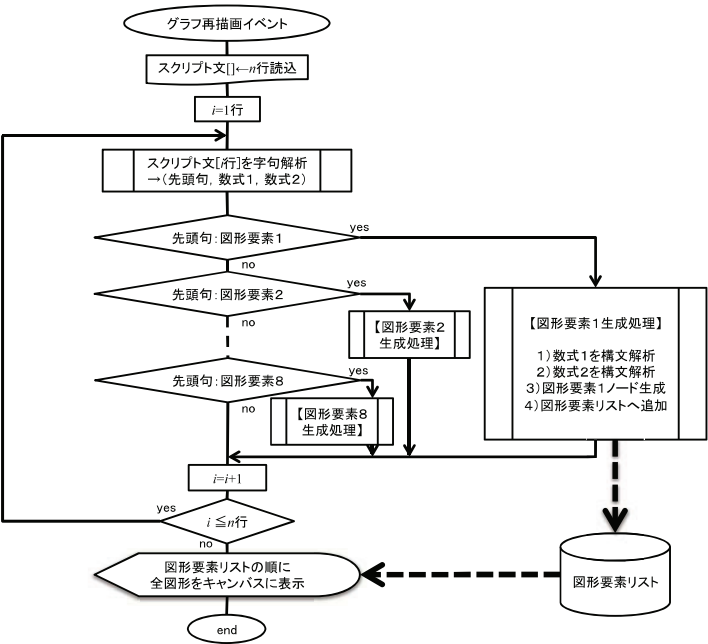 グラフ再描画イベント
スクリプト文[]←n行読込
i=1行
スクリプト文[i行]を字句解析
→(先頭句, 数式1, 数式2)
先頭句:図形要素1
yes
no
先頭句:図形要素2
yes
no
【図形要素2
生成処理】
【図形要素1生成処理】
1)数式1を構文解析
2)数式2を構文解析
3)図形要素1ノード生成
4)図形要素リストへ追加
先頭句:図形要素8
yes
no
【図形要素8
生成処理】
i=i+1
yes
i ≦n行
no
図形要素リストの順に
全図形をキャンバスに表示
図形要素リスト
end